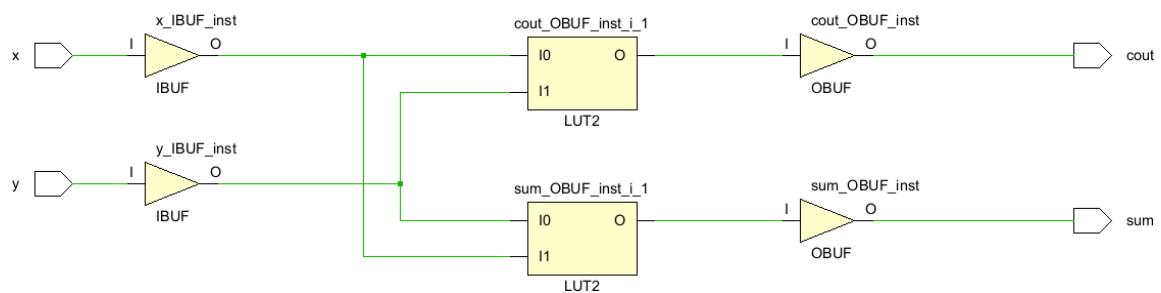 x_IBUF_inst
cout_OBUF_inst_i_1
cout_OBUF_inst
x
I
O
I0
O
I
O
cout
IBUF
I1
OBUF
LUT2
y_IBUF_inst
y
I
O
sum_OBUF_inst_i_1
sum_OBUF_inst
IBUF
I0
O
I
O
sum
I1
OBUF
LUT2